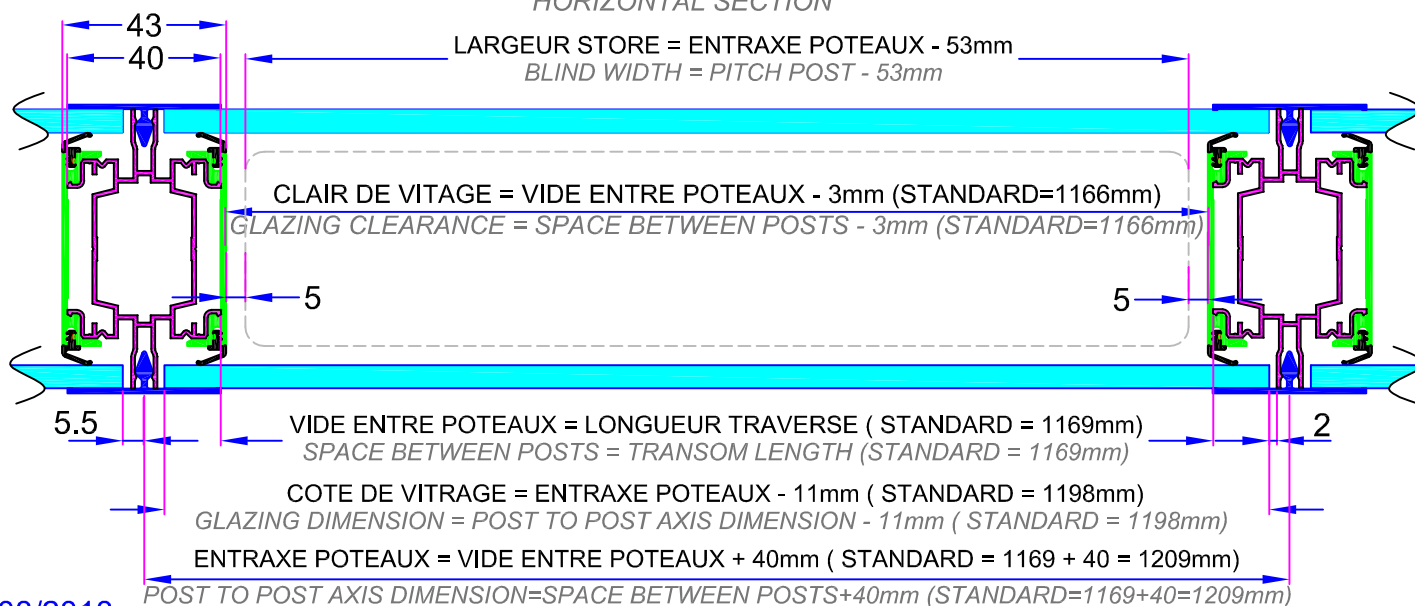 HORIZONTAL SECTION
43
LARGEUR STORE = ENTRAXE POTEAUX - 53mm
40
BLIND WIDTH = PITCH POST - 53mm
CLAIR DE VITAGE = VIDE ENTRE POTEAUX - 3mm (STANDARD=1166mm)
GLAZING CLEARANCE = SPACE BETWEEN POSTS - 3mm (STANDARD=1166mm)
5
5
5.5
VIDE ENTRE POTEAUX = LONGUEUR TRAVERSE ( STANDARD = 1169mm)
2
SPACE BETWEEN POSTS = TRANSOM LENGTH (STANDARD = 1169mm)
COTE DE VITRAGE = ENTRAXE POTEAUX - 11mm ( STANDARD = 1198mm)
GLAZING DIMENSION = POST TO POST AXIS DIMENSION - 11mm ( STANDARD = 1198mm)
ENTRAXE POTEAUX = VIDE ENTRE POTEAUX + 40mm ( STANDARD = 1169 + 40 = 1209mm)
POST TO POST AXIS DIMENSION=SPACE BETWEEN POSTS+40mm (STANDARD=1169+40=1209mm)